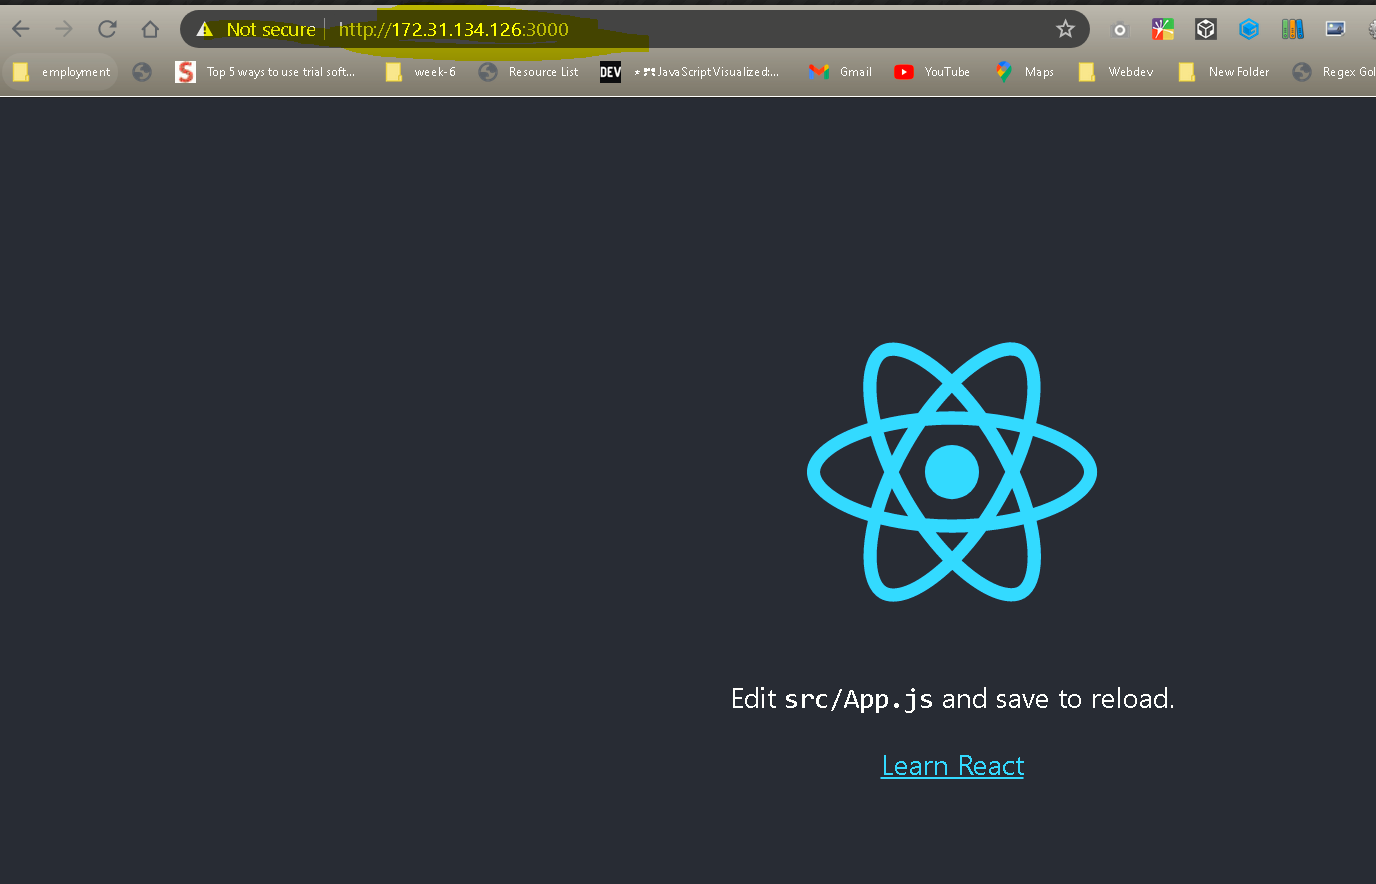 Not secure http://172.31.134.126:3000
employment S Top 5 ways to use trial soft... week-6 Resource List DEV JavaScript Visualized:... Gmail YouTube Maps Webdev New Folder Regex Gol
Edit src/App.js and save to reload.
Learn React